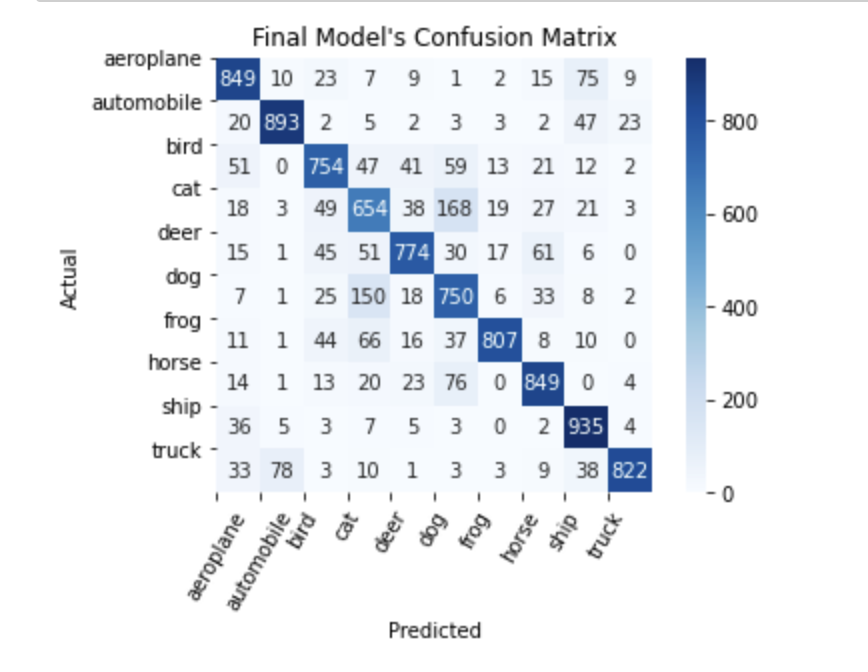 Final Model's Confusion Matrix
aeroplane 849 10 23 7 9 1 2 15 75 9
automobile 20 893 2 5 2 3 3 2 47 23
bird 51 0 754 47 41 59 13 21 12 2
cat 18 3 49 654 38 168 19 27 21 3
deer 15 1 45 51 774 30 17 61 6 0
dog 7 1 25 150 18 750 6 33 8 2
frog 11 1 44 66 16 37 807 8 10 0
horse 14 1 13 20 23 76 0 849 0 4
ship 36 5 3 7 5 3 0 2 935 4
truck 33 78 3 10 1 3 3 9 38 822
Actual
aeroplane automobile bird cat deer dog frog horse ship truck
Predicted
800
600
400
200
0